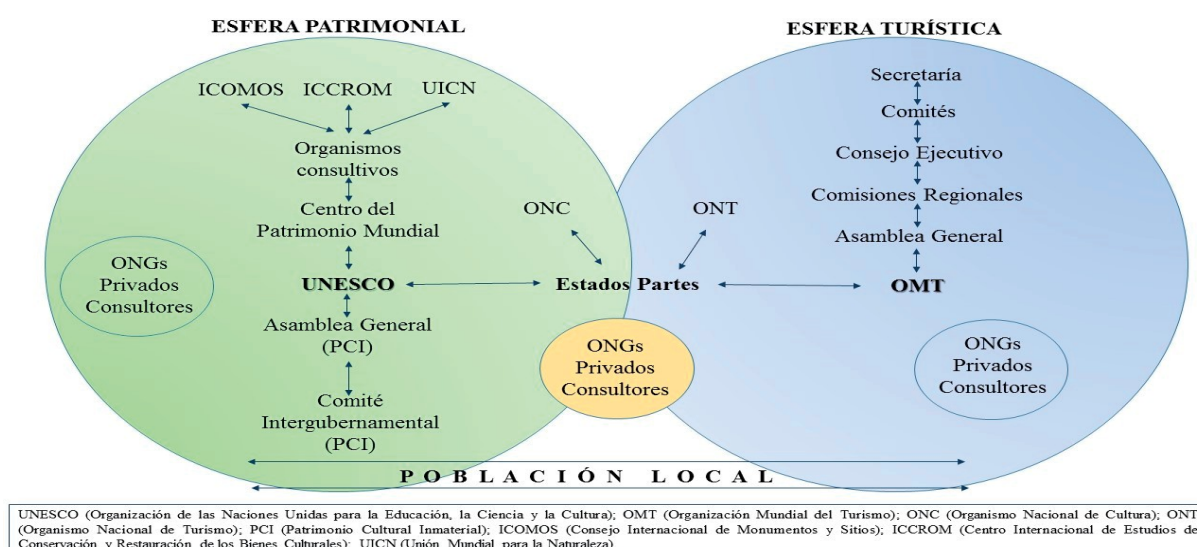 ESFERA PATRIMONIAL
ESFERA TURÍSTICA
ICOMOS
ICCROM
UICN
Organismos
consultivos
Centro del
Patrimonio Mundial
ONGs
Privados
Consultores
UNESCO
Asamblea General
(PCI)
Comité
Intergubernamental
(PCI)
ONC
ONT
Estados Partes
ONGs
Privados
Consultores
Secretaría
Comités
Consejo Ejecutivo
Comisiones Regionales
Asamblea General
OMT
ONGs
Privados
Consultores
POBLACIÓN LOCAL
UNESCO (Organización de las Naciones Unidas para la Educación, la Ciencia y la Cultura); OMT (Organización Mundial del Turismo); ONC (Organismo Nacional de Cultura); ONT
(Organismo Nacional de Turismo); PCI (Patrimonio Cultural Inmaterial); ICOMOS (Consejo Internacional de Monumentos y Sitios); ICCROM (Centro Internacional de Estudios de
Conservación y Restauración de los Bienes Culturales); UICN (Unión Mundial para la Naturaleza)